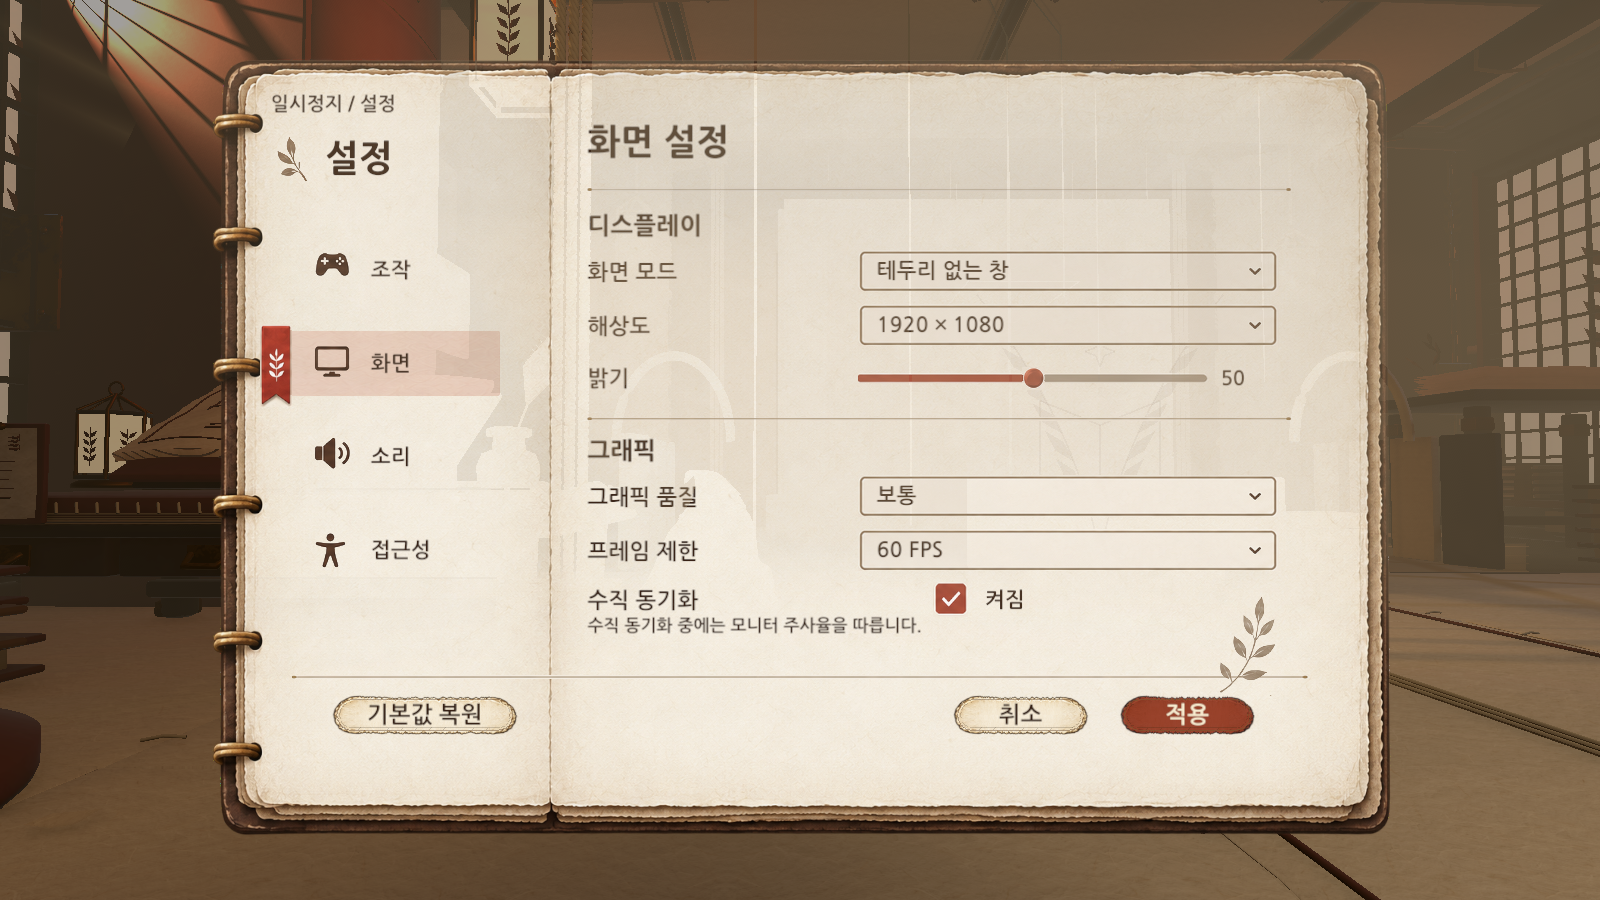 일시정지 / 설정
설정
조작
화면
소리
접근성
기본값 복원
화면 설정
디스플레이
화면 모드 테두리 없는 창
해상도 1920 × 1080
밝기 50
그래픽
그래픽 품질 보통
프레임 제한 60 FPS
수직 동기화 켜짐
수직 동기화 중에는 모니터 주사율을 따릅니다.
취소 적용